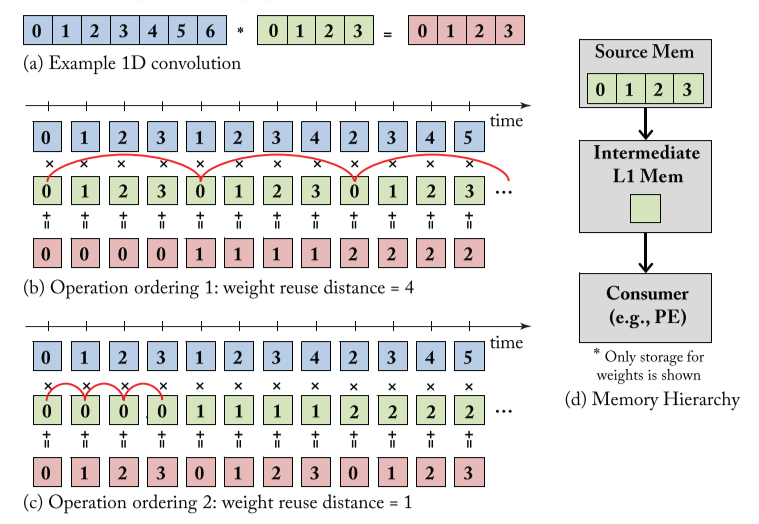 0 1 2 3 4 5 6 * 0 1 2 3 = 0 1 2 3
(a) Example 1D convolution
time
0 1 2 3 1 2 3 4 2 3 4 5
× × × × × × × × × × × ×
0 1 2 3 0 1 2 3 0 1 2 3 ...
+= += += += += += += += += += += +=
0 0 0 0 1 1 1 1 2 2 2 2
(b) Operation ordering 1: weight reuse distance = 4
time
0 1 2 3 1 2 3 4 2 3 4 5
× × × × × × × × × × × ×
0 0 0 0 1 1 1 1 2 2 2 2 ...
+= += += += += += += += += += += +=
0 1 2 3 0 1 2 3 0 1 2 3
(c) Operation ordering 2: weight reuse distance = 1
Source Mem
0 1 2 3
Intermediate
L1 Mem
Consumer
(e.g., PE)
* Only storage for
weights is shown
(d) Memory Hierarchy